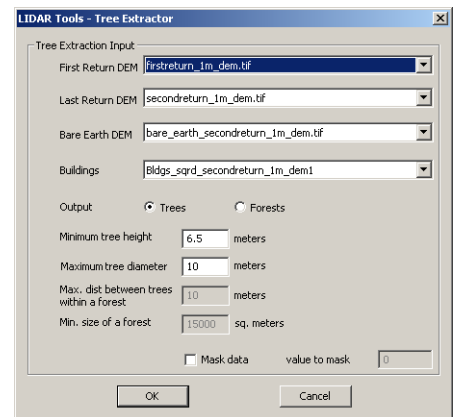 LIDAR Tools - Tree Extractor
Tree Extraction Input
First Return DEM firstreturn_1m_dem.tif
Last Return DEM secondreturn_1m_dem.tif
Bare Earth DEM bare_earth_secondreturn_1m_dem.tif
Buildings Bldgs_sqrd_secondreturn_1m_dem1
Output Trees Forests
Minimum tree height 6.5 meters
Maximum tree diameter 10 meters
Max. dist between trees
within a forest 10 meters
Min. size of a forest 15000 sq. meters
Mask data value to mask 0
OK Cancel